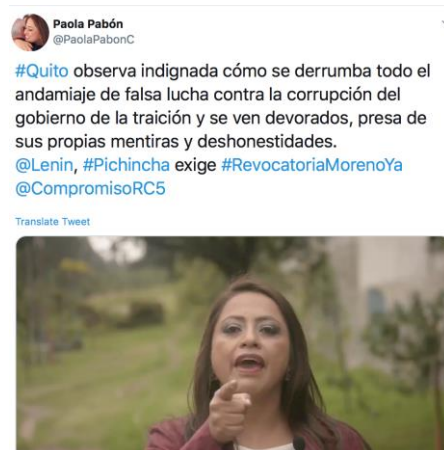 Paola Pabón
@PaolaPabonC
#Quito observa indignada cómo se derrumba todo el
andamiaje de falsa lucha contra la corrupción del
gobierno de la traición y se ven devorados, presa de
sus propias mentiras y deshonestidades.
@Lenin, #Pichincha exige #RevocatoriaMorenoYa
@CompromisoRC5
Translate Tweet